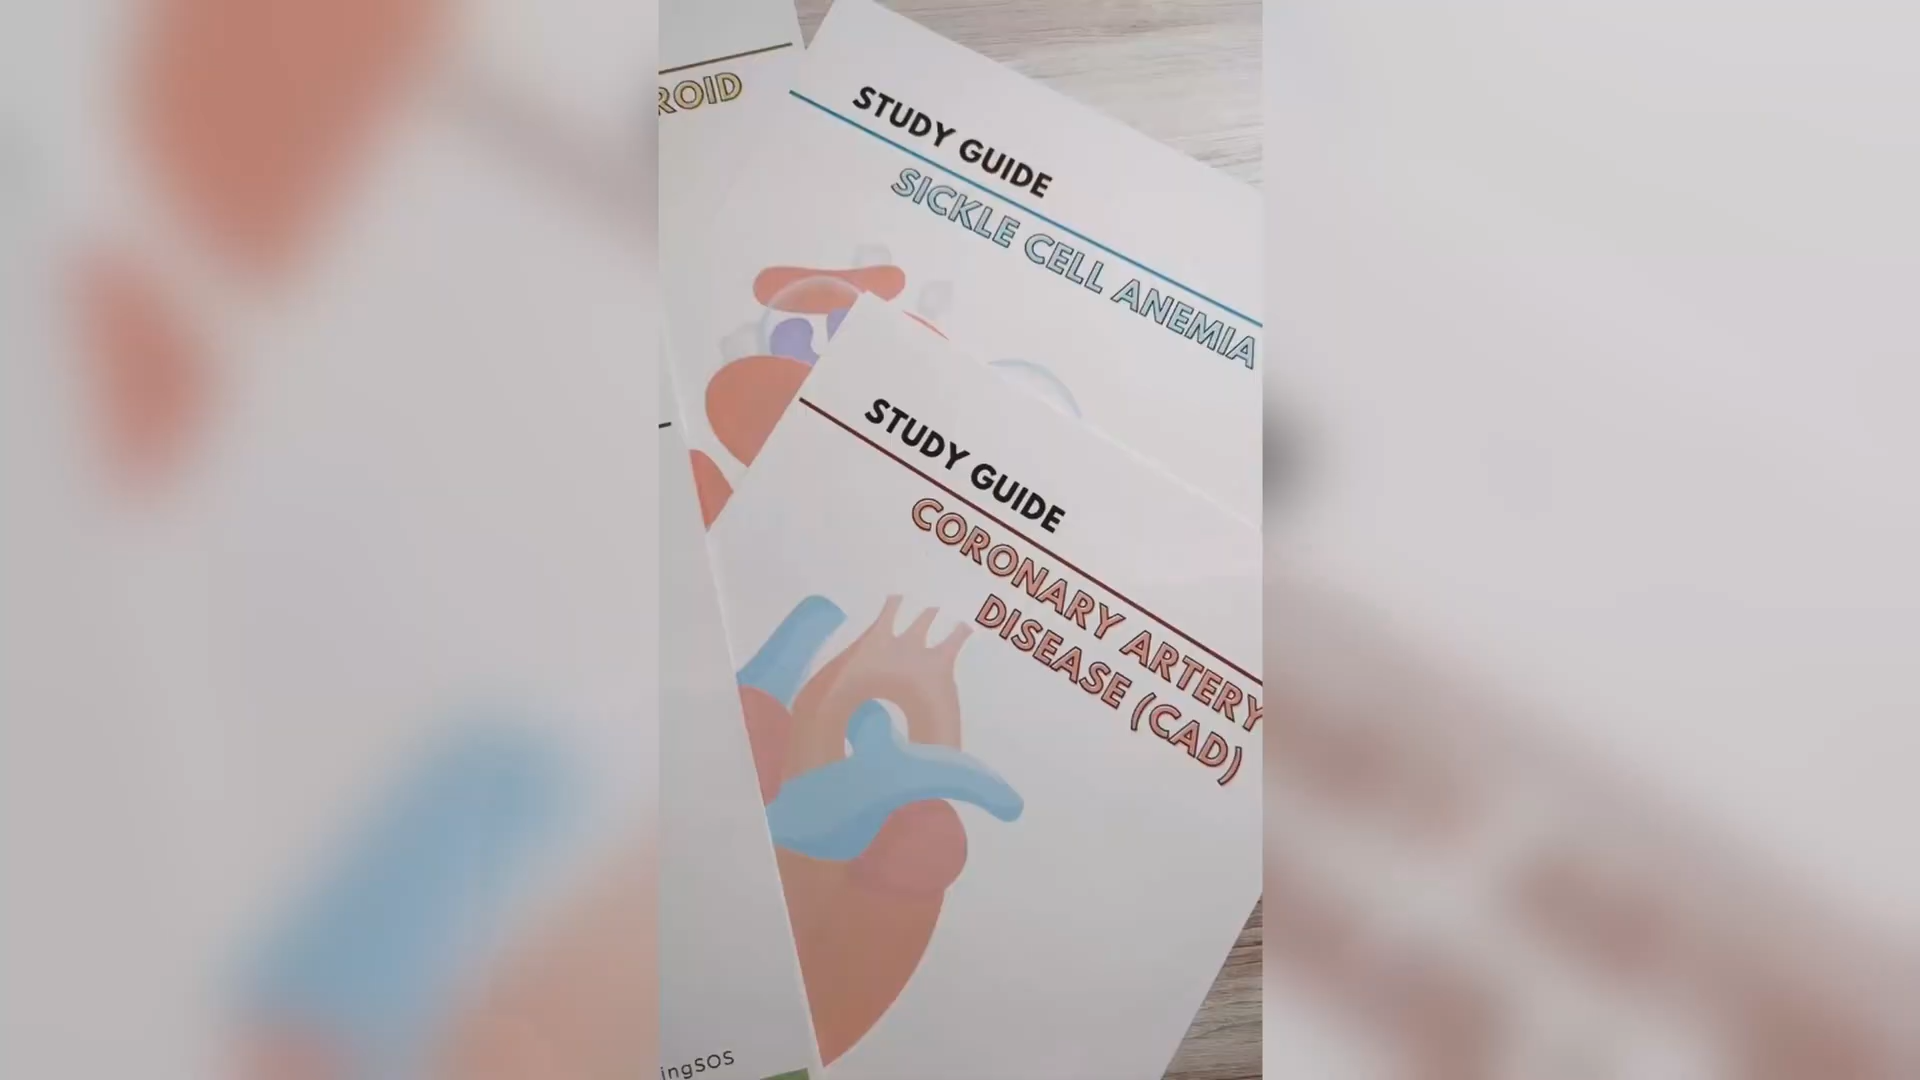 ROID
STUDY GUIDE
SICKLE CELL ANEMIA
STUDY GUIDE
CORONARY ARTERY
DISEASE (CAD)
ingSOS